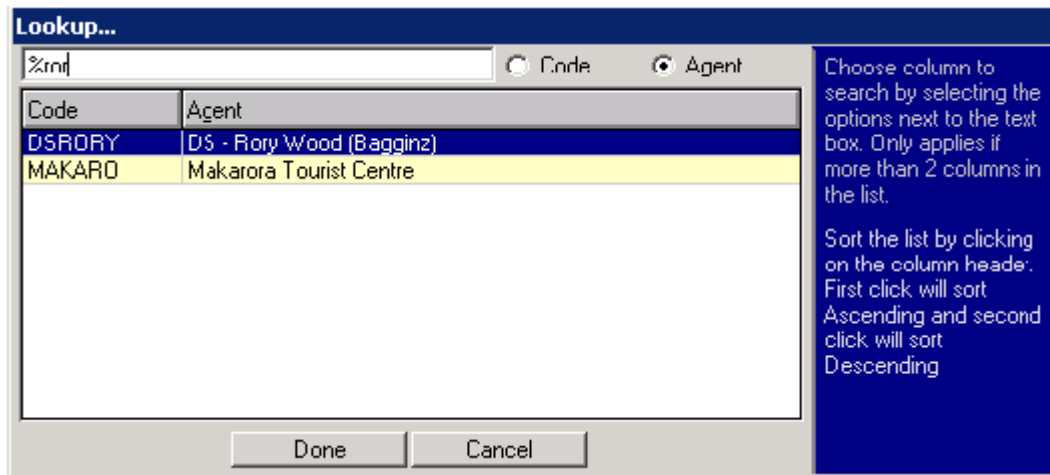 Lookup...
%ror
Code
Agent
Code Agent
DSRORY DS - Rory Wood (Bagginz)
MAKARO Makarora Tourist Centre
Done
Cancel
Choose column to
search by selecting the
options next to the text
box. Only applies if
more than 2 columns in
the list.
Sort the list by clicking
on the column header.
First click will sort
Ascending and second
click will sort
Descending